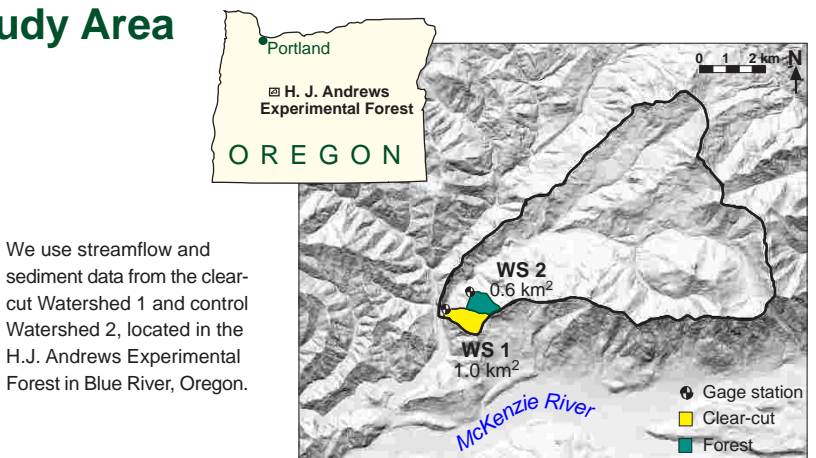 udy Area
Portland
H. J. Andrews
Experimental Forest
OREGON
0 1 2 km N
We use streamflow and
sediment data from the clear-
cut Watershed 1 and control
Watershed 2, located in the
H.J. Andrews Experimental
Forest in Blue River, Oregon.
WS 2
0.6 km²
WS 1
1.0 km²
McKenzie River
Gage station
Clear-cut
Forest